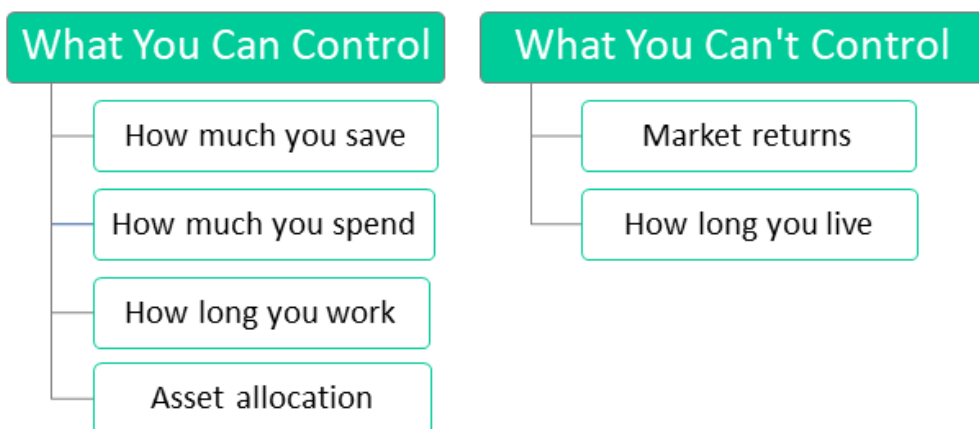 What You Can Control
How much you save
How much you spend
How long you work
Asset allocation
What You Can't Control
Market returns
How long you live